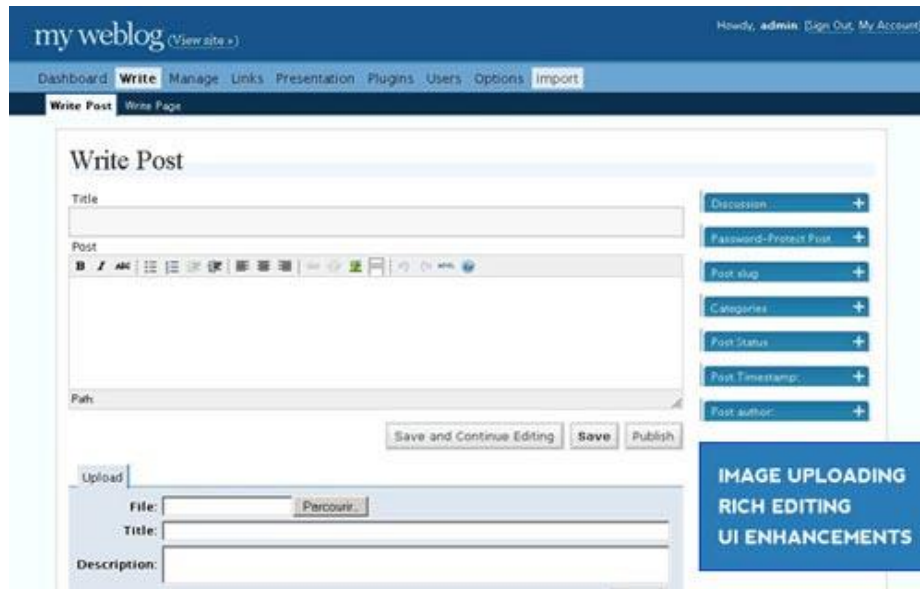 my weblog (View site »)
Howdy, admin. [Sign Out, My Account]
Dashboard Write Manage Links Presentation Plugins Users Options Import
Write Post Write Page
Write Post
Title
Post
B I ABC HTML
Path:
Save and Continue Editing Save Publish
Discussion +
Password-Protect Post +
Post slug +
Categories +
Post Status +
Post Timestamp: +
Post author: +
Upload
File: Parcourir...
Title:
Description:
IMAGE UPLOADING
RICH EDITING
UI ENHANCEMENTS